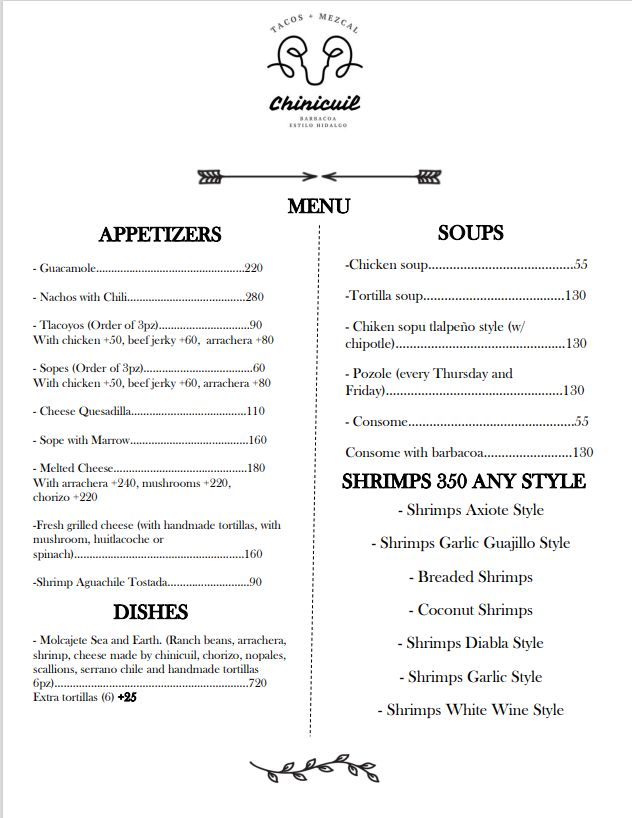 TACOS + MEZCAL
Chinicuil
BARBACOA
ESTILO HIDALGO
MENU
APPETIZERS
- Guacamole.................................................220
- Nachos with Chili.......................................280
- Tlacoyos (Order of 3pz)..............................90
With chicken +50, beef jerky +60, arrachera +80
- Sopes (Order of 3pz)....................................60
With chicken +50, beef jerky +60, arrachera +80
- Cheese Quesadilla......................................110
- Sope with Marrow.......................................160
- Melted Cheese............................................180
With arrachera +240, mushrooms +220,
chorizo +220
-Fresh grilled cheese (with handmade tortillas, with
mushroom, huitlacoche or
spinach)........................................................160
-Shrimp Aguachile Tostada...........................90
DISHES
- Molcajete Sea and Earth. (Ranch beans, arrachera,
shrimp, cheese made by chinicuil, chorizo, nopales,
scallions, serrano chile and handmade tortillas
6pz)................................................................720
Extra tortillas (6) +25
SOUPS
-Chicken soup.........................................55
-Tortilla soup........................................130
- Chiken sopu tlalpeño style (w/
chipotle)................................................130
- Pozole (every Thursday and
Friday)..................................................130
- Consome...............................................55
Consome with barbacoa.........................130
SHRIMPS 350 ANY STYLE
- Shrimps Axiote Style
- Shrimps Garlic Guajillo Style
- Breaded Shrimps
- Coconut Shrimps
- Shrimps Diabla Style
- Shrimps Garlic Style
- Shrimps White Wine Style